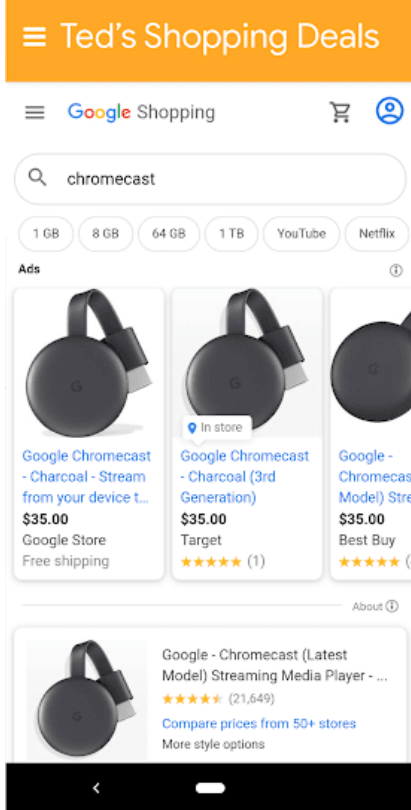 Ted's Shopping Deals
Google Shopping
chromecast
1 GB
8 GB
64 GB
1 TB
YouTube
Netflix
Ads
In store
Google Chromecast
- Charcoal - Stream
from your device t...
$35.00
Google Store
Free shipping
Google Chromecast
- Charcoal (3rd
Generation)
$35.00
Target
(1)
Google -
Chromecas
Model) Stre
$35.00
Best Buy
About
Google - Chromecast (Latest
Model) Streaming Media Player - ...
(21,649)
Compare prices from 50+ stores
More style options